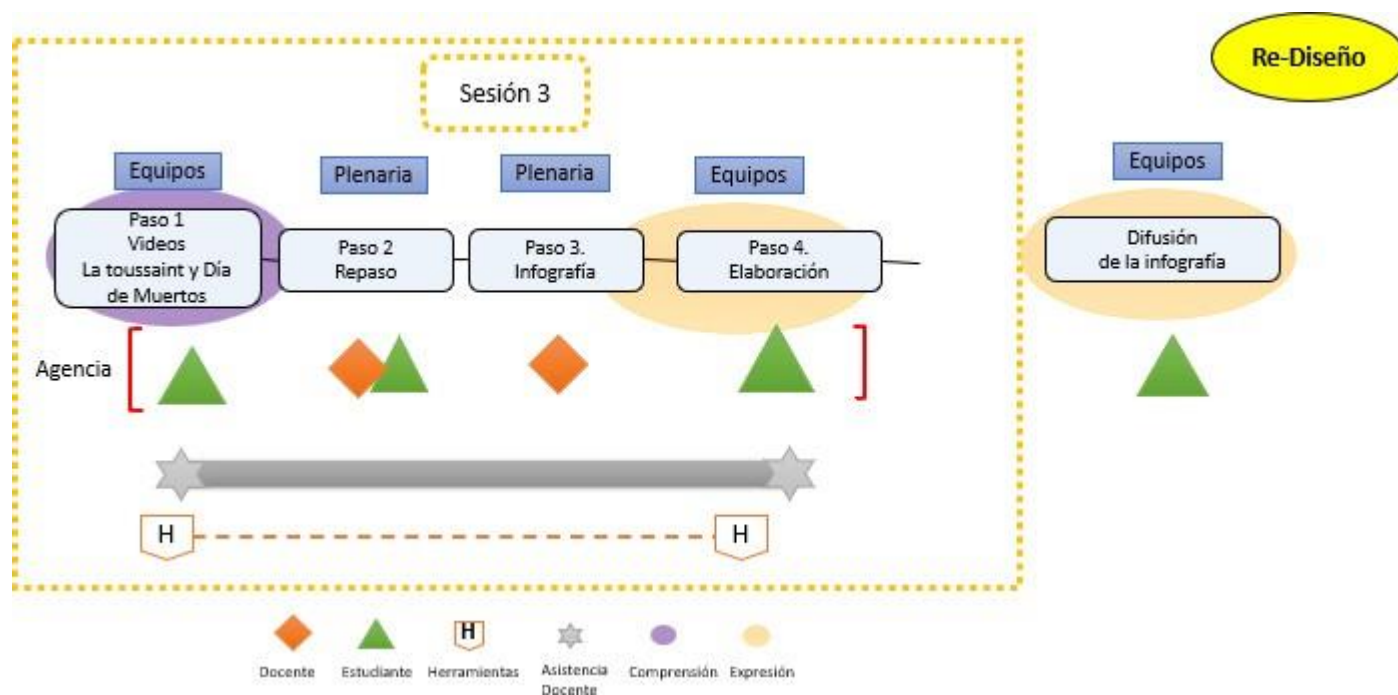 Re-Diseño
Sesión 3
Equipos
Plenaria
Plenaria
Equipos
Equipos
Paso 1
Videos
La toussaint y Día
de Muertos
Paso 2
Repaso
Paso 3.
Infografía
Paso 4.
Elaboración
Difusión
de la infografía
Agencia
H
H
H
Docente
Estudiante
Herramientas
Asistencia
Docente
Comprensión
Expresión